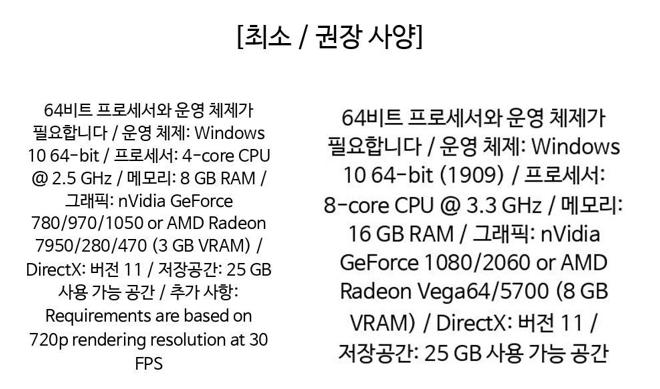 [최소 / 권장 사양]
64비트 프로세서와 운영 체제가
필요합니다 / 운영 체제: Windows
10 64-bit / 프로세서: 4-core CPU
@ 2.5 GHz / 메모리: 8 GB RAM /
그래픽: nVidia GeForce
780/970/1050 or AMD Radeon
7950/280/470 (3 GB VRAM) /
DirectX: 버전 11 / 저장공간: 25 GB
사용 가능 공간 / 추가 사항:
Requirements are based on
720p rendering resolution at 30
FPS
64비트 프로세서와 운영 체제가
필요합니다 / 운영 체제: Windows
10 64-bit (1909) / 프로세서:
8-core CPU @ 3.3 GHz / 메모리:
16 GB RAM / 그래픽: nVidia
GeForce 1080/2060 or AMD
Radeon Vega64/5700 (8 GB
VRAM) / DirectX: 버전 11 /
저장공간: 25 GB 사용 가능 공간